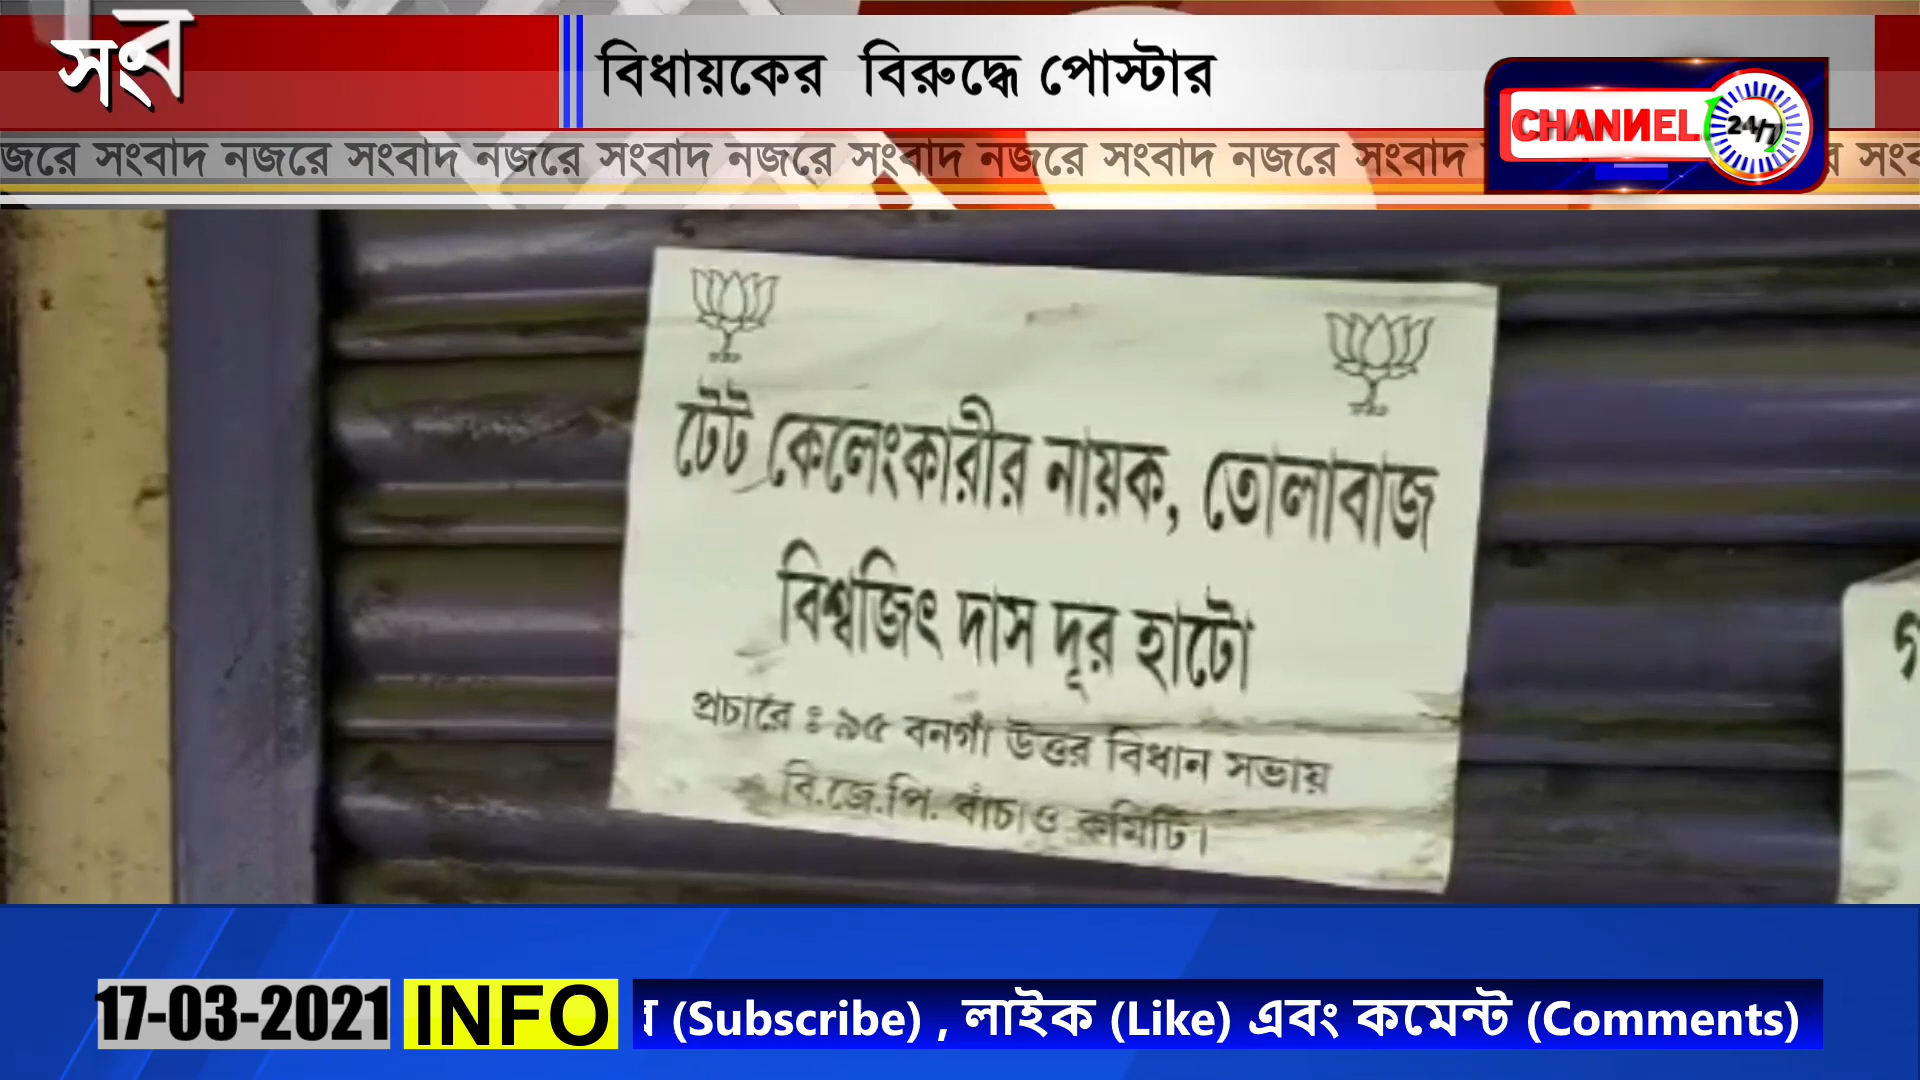 সংব
বিধায়কের বিরুদ্ধে পোস্টার
CHANNEL 24/7
নজরে সংবাদ নজরে সংবাদ নজরে সংবাদ নজরে সংবাদ নজরে সংবাদ নজরে সংবাদ
টেট কেলেংকারীর নায়ক, তোলাবাজ
বিশ্বজিৎ দাস দূর হাটো
প্রচারে ঃ ৯৫ বনগাঁ উত্তর বিধান সভায়
বি.জে.পি. বাঁচাও কমিটি।
17-03-2021 INFO (Subscribe) , লাইক (Like) এবং কমেন্ট (Comments)